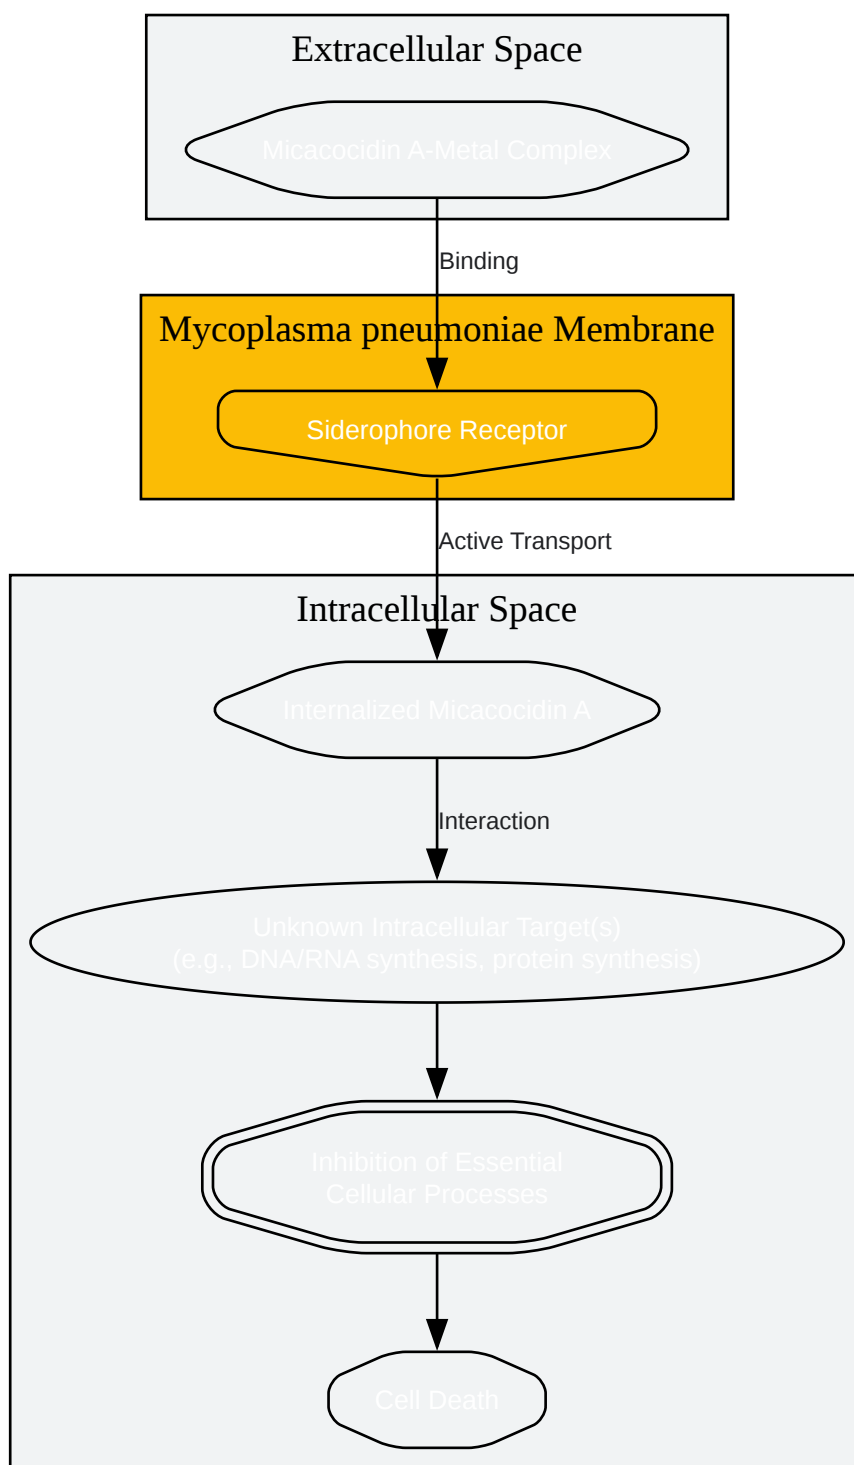 Extracellular Space
Micacocidin A-Metal Complex
Binding
Mycoplasma pneumoniae Membrane
Siderophore Receptor
Active Transport
Intracellular Space
Internalized Micacocidin A
Interaction
Unknown Intracellular Target(s)
(e.g., DNA/RNA synthesis, protein synthesis)
Inhibition of Essential
Cellular Processes
Cell Death